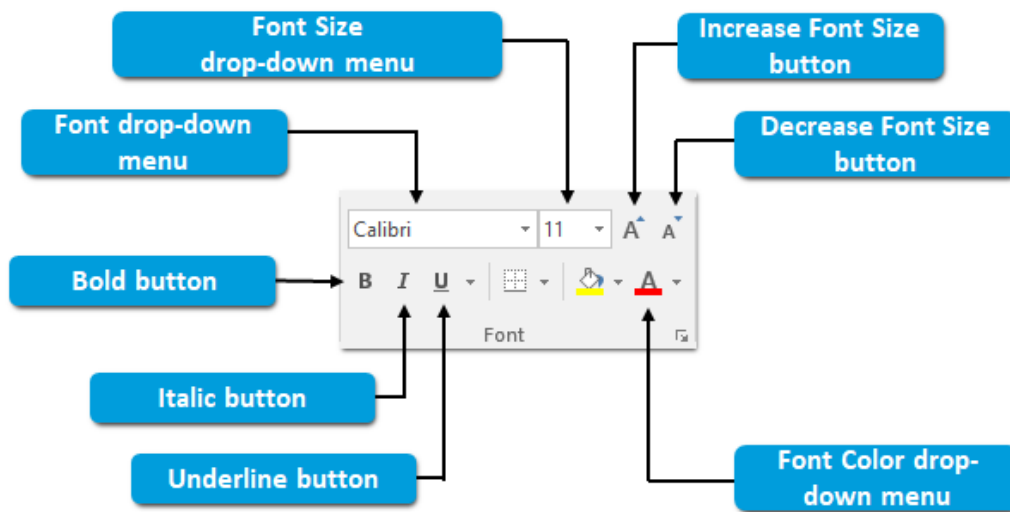 Font Size
drop-down menu
Increase Font Size
button
Font drop-down
menu
Decrease Font Size
button
Calibri
11
A
A
Bold button
B I U
A
Font
Italic button
Underline button
Font Color drop-
down menu